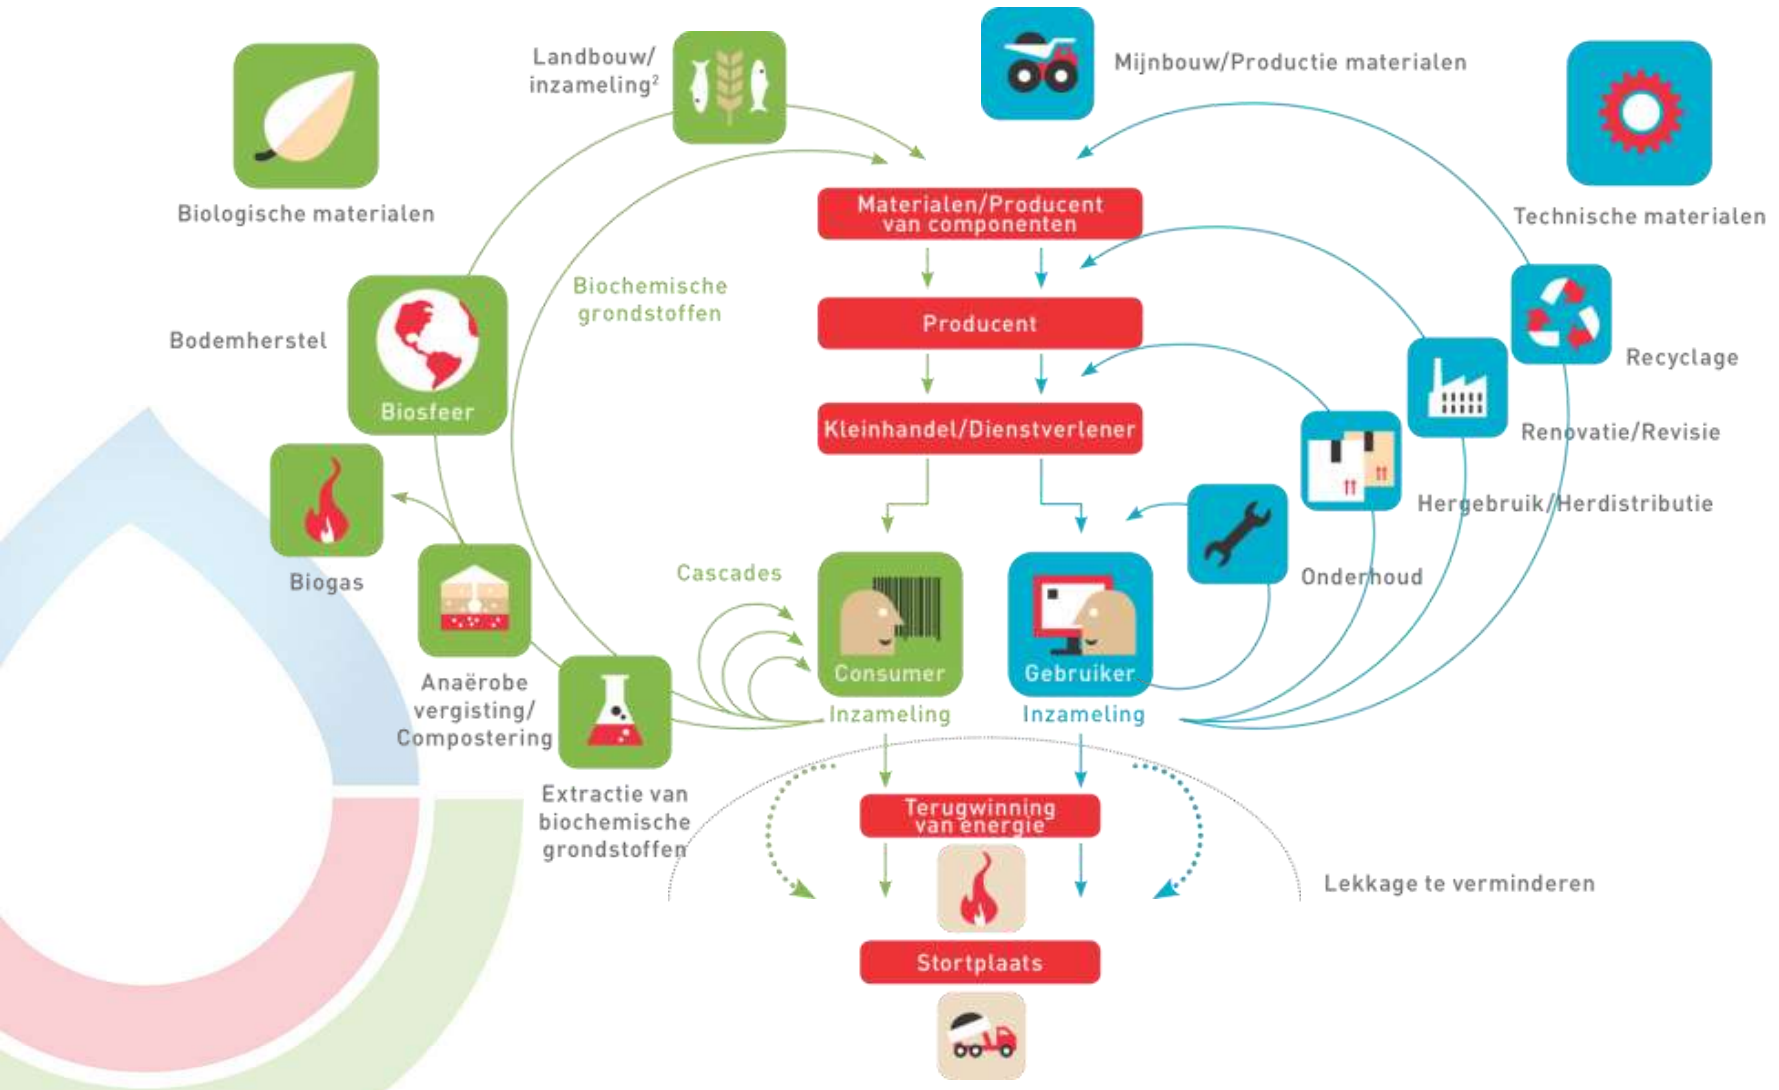 Landbouw/
inzameling²
Mijnbouw/Productie materialen
Biologische materialen
Technische materialen
Materialen/Producent
van componenten
Biochemische
grondstoffen
Producent
Bodemherstel
Biosfeer
Recyclage
Kleinhandel/Dienstverlener
Renovatie/Revisie
Hergebruik/Herdistributie
Biogas
Cascades
Onderhoud
Consumer
Gebruiker
Anaërobe
vergisting/
Compostering
Inzameling
Inzameling
Extractie van
biochemische
grondstoffen
Terugwinning
van energie
Lekkage te verminderen
Stortplaats